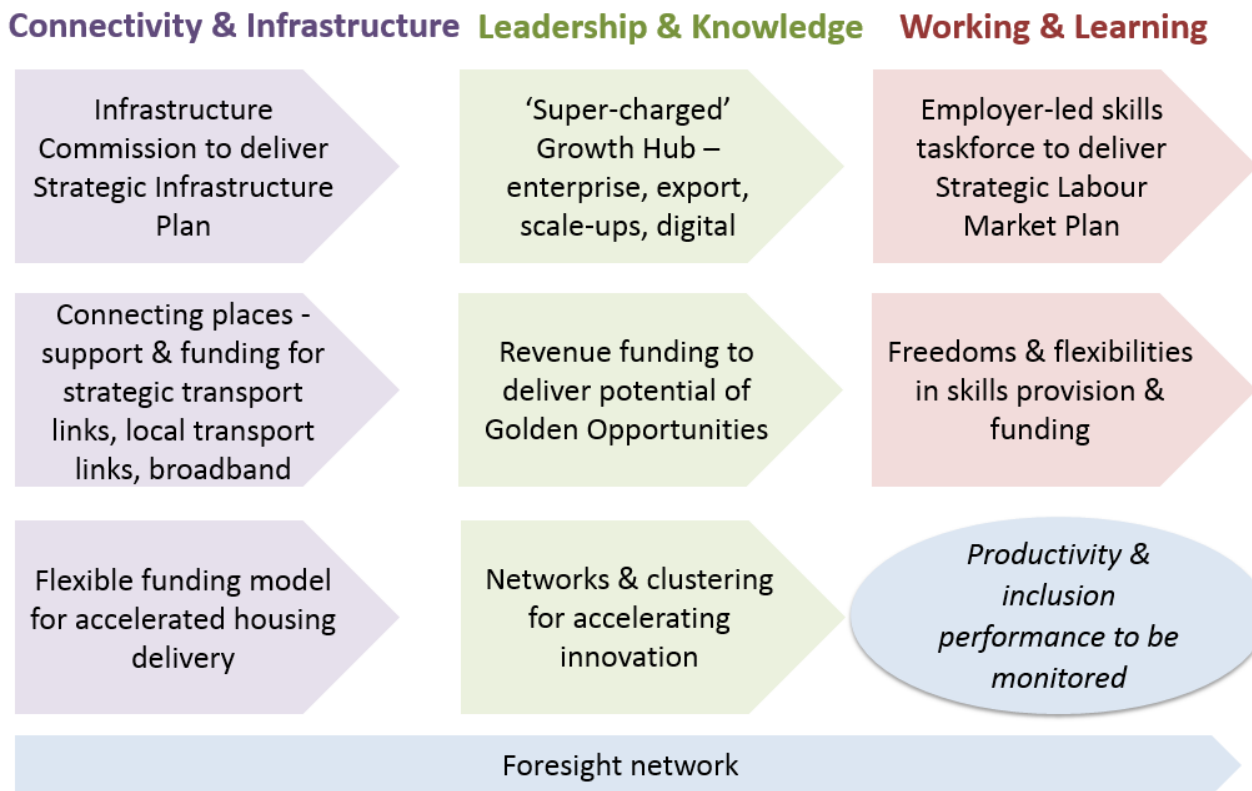 Connectivity & Infrastructure
Leadership & Knowledge
Working & Learning
Infrastructure
Commission to deliver
Strategic Infrastructure
Plan
‘Super-charged’
Growth Hub –
enterprise, export,
scale-ups, digital
Employer-led skills
taskforce to deliver
Strategic Labour
Market Plan
Connecting places -
support & funding for
strategic transport
links, local transport
links, broadband
Revenue funding to
deliver potential of
Golden Opportunities
Freedoms & flexibilities
in skills provision &
funding
Flexible funding model
for accelerated housing
delivery
Networks & clustering
for accelerating
innovation
Productivity &
inclusion
performance to be
monitored
Foresight network